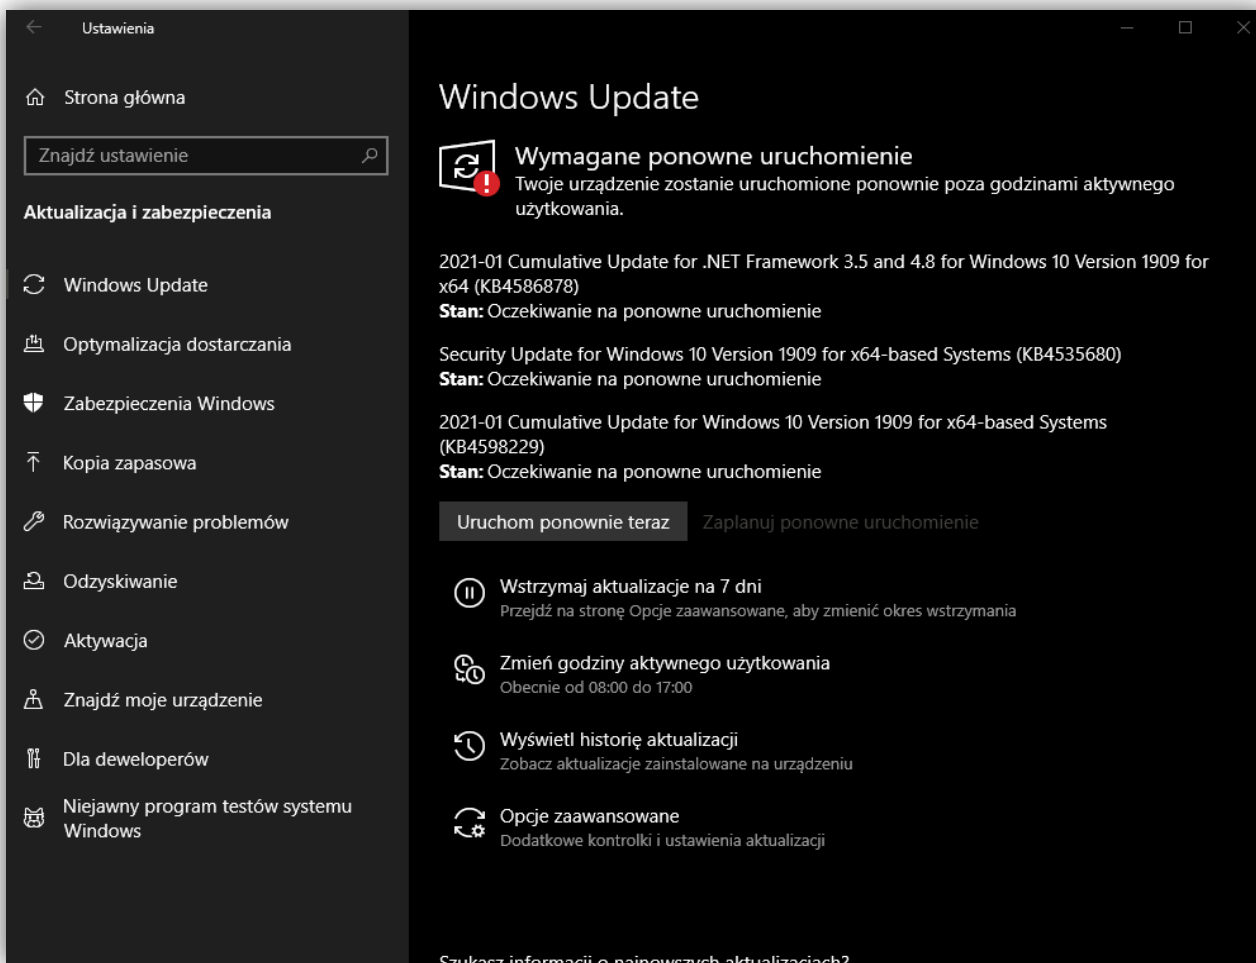 Ustawienia
Strona główna
Znajdź ustawienie
Aktualizacja i zabezpieczenia
Windows Update
Optymalizacja dostarczania
Zabezpieczenia Windows
Kopia zapasowa
Rozwiązywanie problemów
Odzyskiwanie
Aktywacja
Znajdź moje urządzenie
Dla deweloperów
Niejawny program testów systemu
Windows
Windows Update
Wymagane ponowne uruchomienie
Twoje urządzenie zostanie uruchomione ponownie poza godzinami aktywnego
użytkowania.
2021-01 Cumulative Update for .NET Framework 3.5 and 4.8 for Windows 10 Version 1909 for
x64 (KB4586878)
Stan: Oczekiwanie na ponowne uruchomienie
Security Update for Windows 10 Version 1909 for x64-based Systems (KB4535680)
Stan: Oczekiwanie na ponowne uruchomienie
2021-01 Cumulative Update for Windows 10 Version 1909 for x64-based Systems
(KB4598229)
Stan: Oczekiwanie na ponowne uruchomienie
Uruchom ponownie teraz
Zaplanuj ponowne uruchomienie
Wstrzymaj aktualizacje na 7 dni
Przejdź na stronę Opcje zaawansowane, aby zmienić okres wstrzymania
Zmień godziny aktywnego użytkowania
Obecnie od 08:00 do 17:00
Wyświetl historię aktualizacji
Zobacz aktualizacje zainstalowane na urządzeniu
Opcje zaawansowane
Dodatkowe kontrolki i ustawienia aktualizacji
Szukasz informacji o najnowszych aktualizacjach?